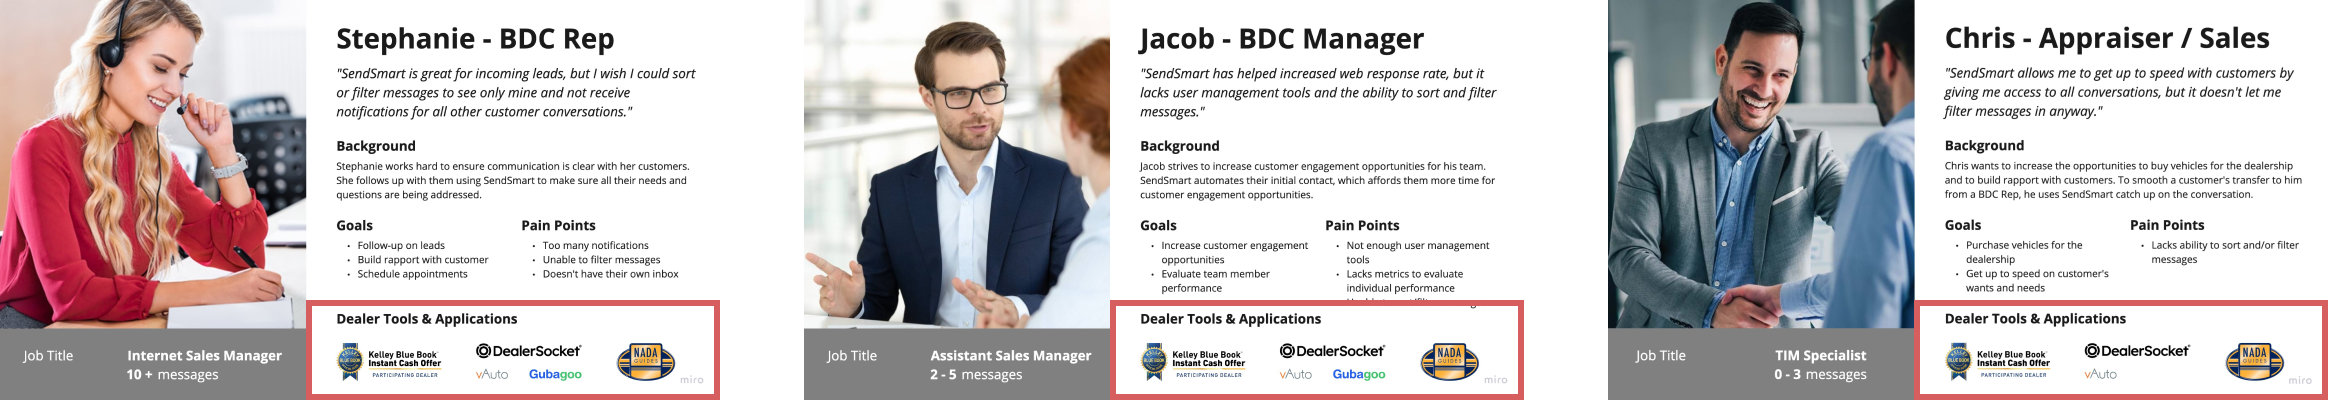 Stephanie - BDC Rep
"SendSmart is great for incoming leads, but I wish I could sort
or filter messages to see only mine and not receive
notifications for all other customer conversations."
Background
Stephanie works hard to ensure communication is clear with her customers.
She follows up with them using SendSmart to make sure all their needs and
questions are being addressed.
Goals
Follow-up on leads
Build rapport with customer
Schedule appointments
Pain Points
Too many notifications
Unable to filter messages
Doesn't have their own inbox
Dealer Tools & Applications
KELLEY BLUE BOOK
Kelley Blue Book
Instant Cash Offer
PARTICIPATING DEALER
DealerSocket
vAuto
Gubagoo
NADA
GUIDES
miro
Job Title
Internet Sales Manager
10 + messages
Jacob - BDC Manager
"SendSmart has helped increased web response rate, but it
lacks user management tools and the ability to sort and filter
messages."
Background
Jacob strives to increase customer engagement opportunities for his team.
SendSmart automates their initial contact, which affords them more time for
customer engagement opportunities.
Goals
Increase customer engagement
opportunities
Evaluate team member
performance
Pain Points
Not enough user management
tools
Lacks metrics to evaluate
individual performance
Dealer Tools & Applications
KELLEY BLUE BOOK
Kelley Blue Book
Instant Cash Offer
PARTICIPATING DEALER
DealerSocket
vAuto
Gubagoo
NADA
GUIDES
miro
Job Title
Assistant Sales Manager
2 - 5 messages
Chris - Appraiser / Sales
"SendSmart allows me to get up to speed with customers by
giving me access to all conversations, but it doesn't let me
filter messages in anyway."
Background
Chris wants to increase the opportunities to buy vehicles for the dealership
and to build rapport with customers. To smooth a customer's transfer to him
from a BDC Rep, he uses SendSmart catch up on the conversation.
Goals
Purchase vehicles for the
dealership
Get up to speed on customer's
wants and needs
Pain Points
Lacks ability to sort and/or filter
messages
Dealer Tools & Applications
KELLEY BLUE BOOK
Kelley Blue Book
Instant Cash Offer
PARTICIPATING DEALER
DealerSocket
vAuto
NADA
GUIDES
miro
Job Title
TIM Specialist
0 - 3 messages